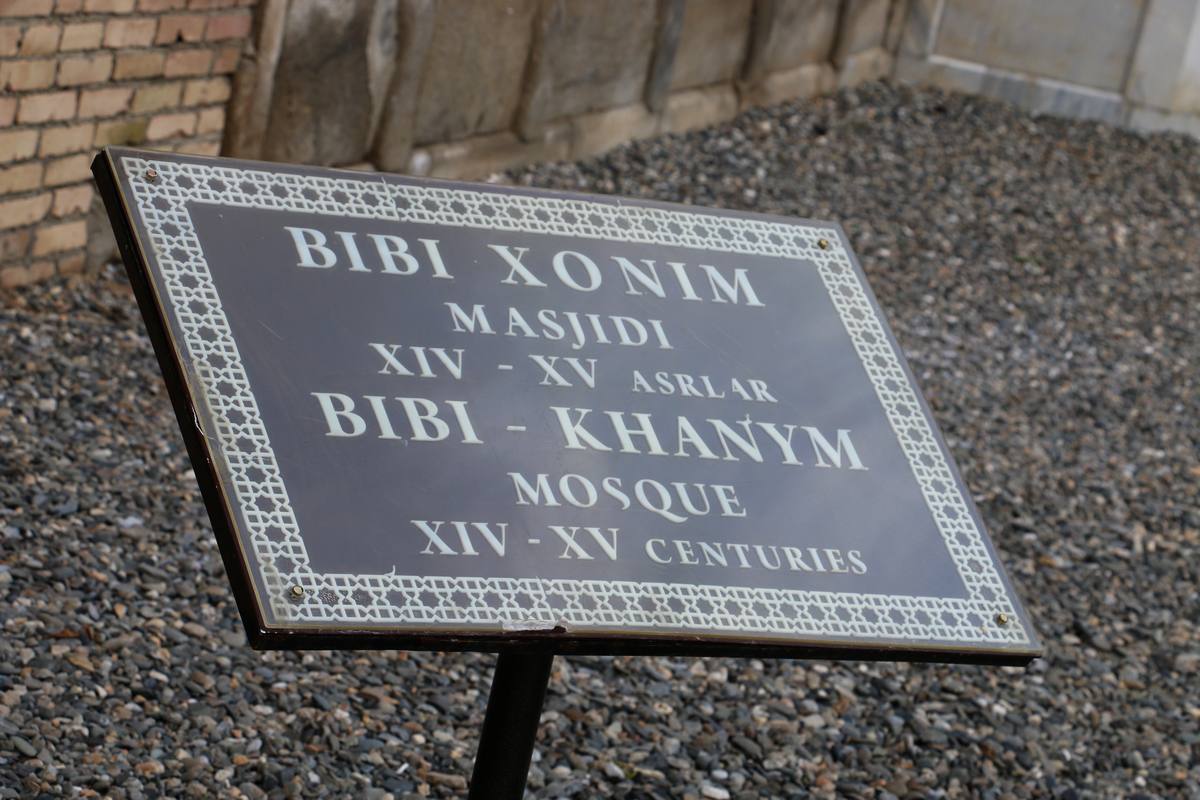 BIBI XONIM
MASJIDI
XIV - XV ASRLAR
BIBI - KHANYM
MOSQUE
XIV - XV CENTURIES